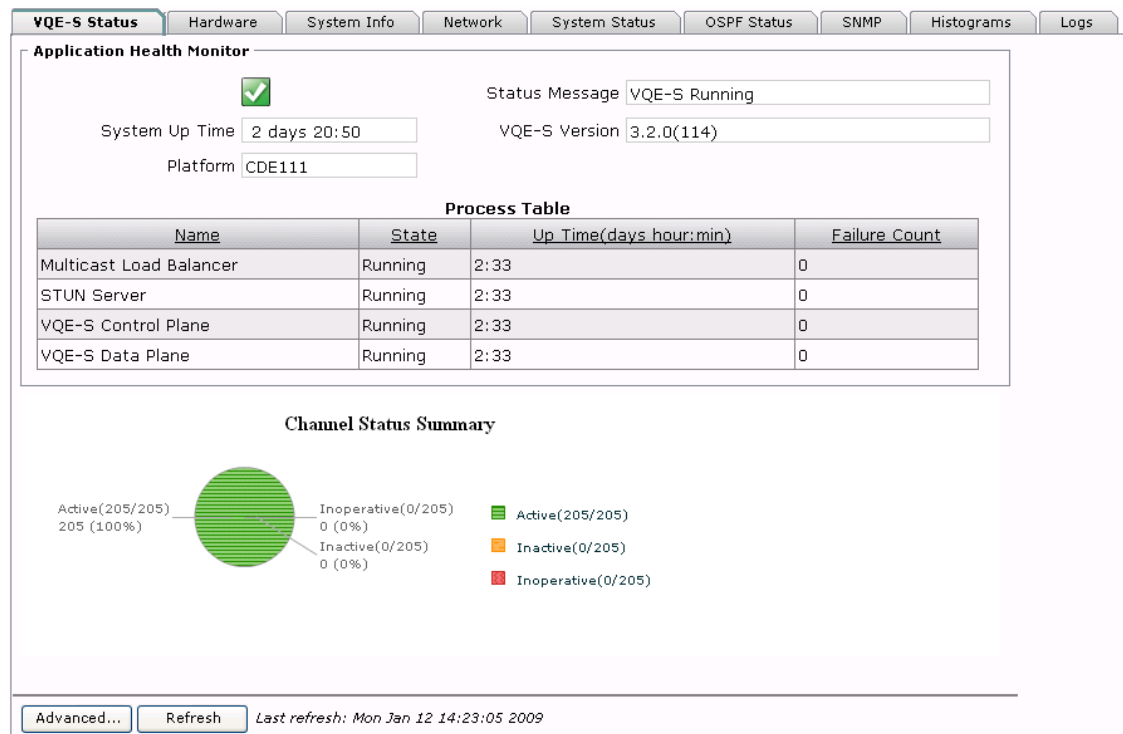 VQE-S Status Hardware System Info Network System Status OSPF Status SNMP Histograms Logs
Application Health Monitor
Status Message VQE-S Running
System Up Time 2 days 20:50 VQE-S Version 3.2.0(114)
Platform CDE111
Process Table
Name State Up Time(days hour:min) Failure Count
Multicast Load Balancer Running 2:33 0
STUN Server Running 2:33 0
VQE-S Control Plane Running 2:33 0
VQE-S Data Plane Running 2:33 0
Channel Status Summary
Active(205/205)
205 (100%)
Inoperative(0/205)
0 (0%)
Inactive(0/205)
0 (0%)
Active(205/205)
Inactive(0/205)
Inoperative(0/205)
Advanced... Refresh Last refresh: Mon Jan 12 14:23:05 2009